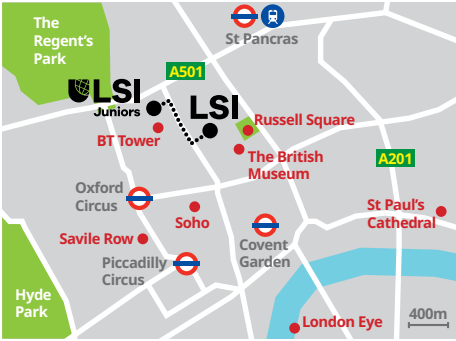 The
Regent's
Park
St Pancras
A501
LSI
Juniors
LSI
Russell Square
BT Tower
The British
Museum
A201
Oxford
Circus
Soho
St Paul's
Cathedral
Savile Row
Covent
Garden
Piccadilly
Circus
Hyde
Park
London Eye
400m